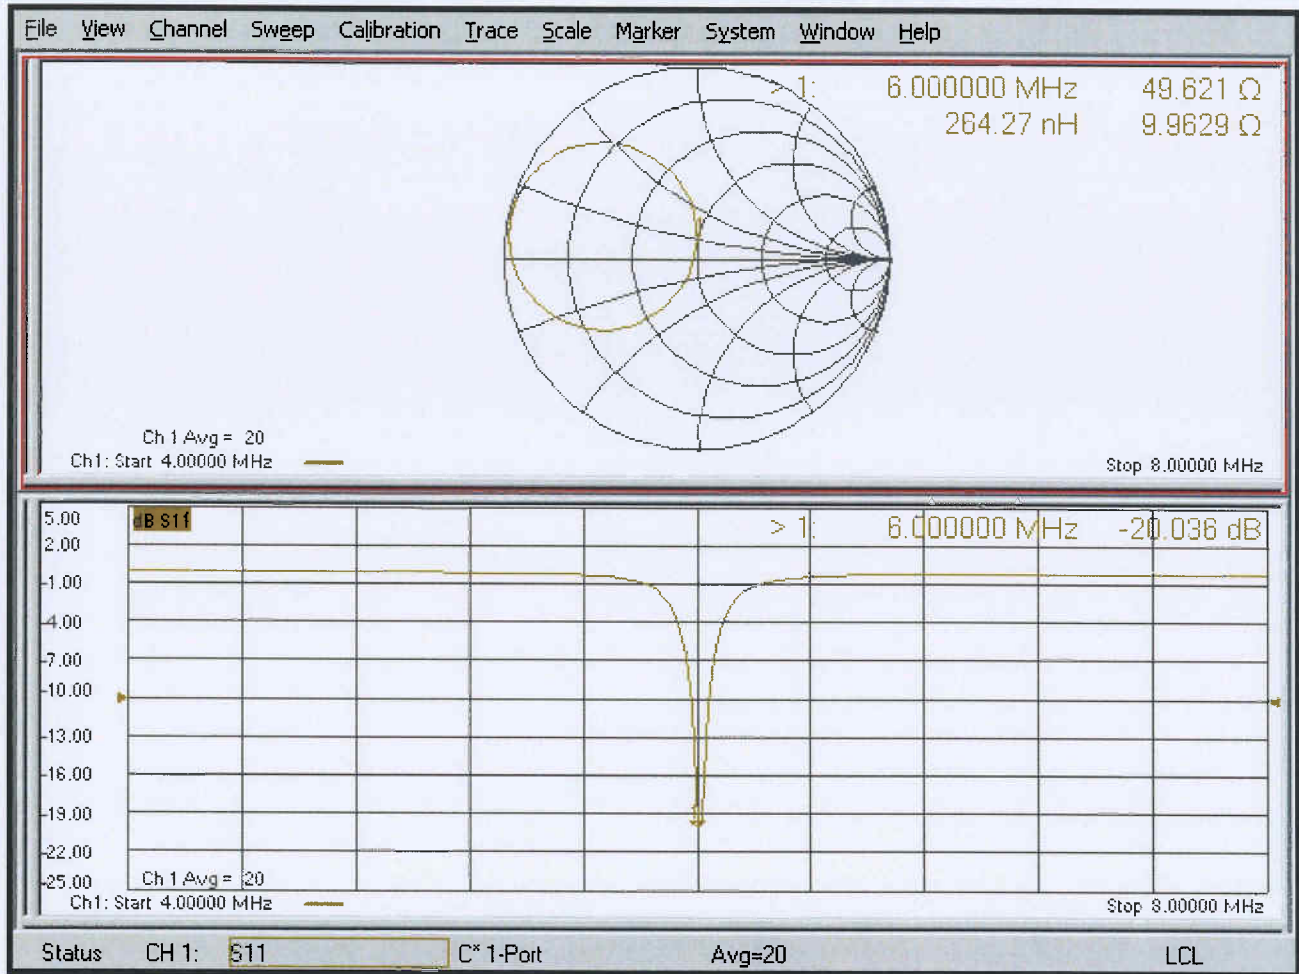 File View Channel Sweep Calibration Trace Scale Marker System Window Help
> 1: 6.000000 MHz 49.621 Ω
264.27 nH 9.9629 Ω
Ch 1 Avg = 20
Ch1: Start 4.00000 MHz
Stop 8.00000 MHz
5.00
dB S11
> 1: 6.000000 MHz -20.036 dB
2.00
-1.00
-4.00
-7.00
-10.00
-13.00
-16.00
-19.00
-22.00
-25.00
Ch 1 Avg = 20
Ch1: Start 4.00000 MHz
Stop 8.00000 MHz
Status CH 1: S11 C* 1-Port Avg=20 LCL